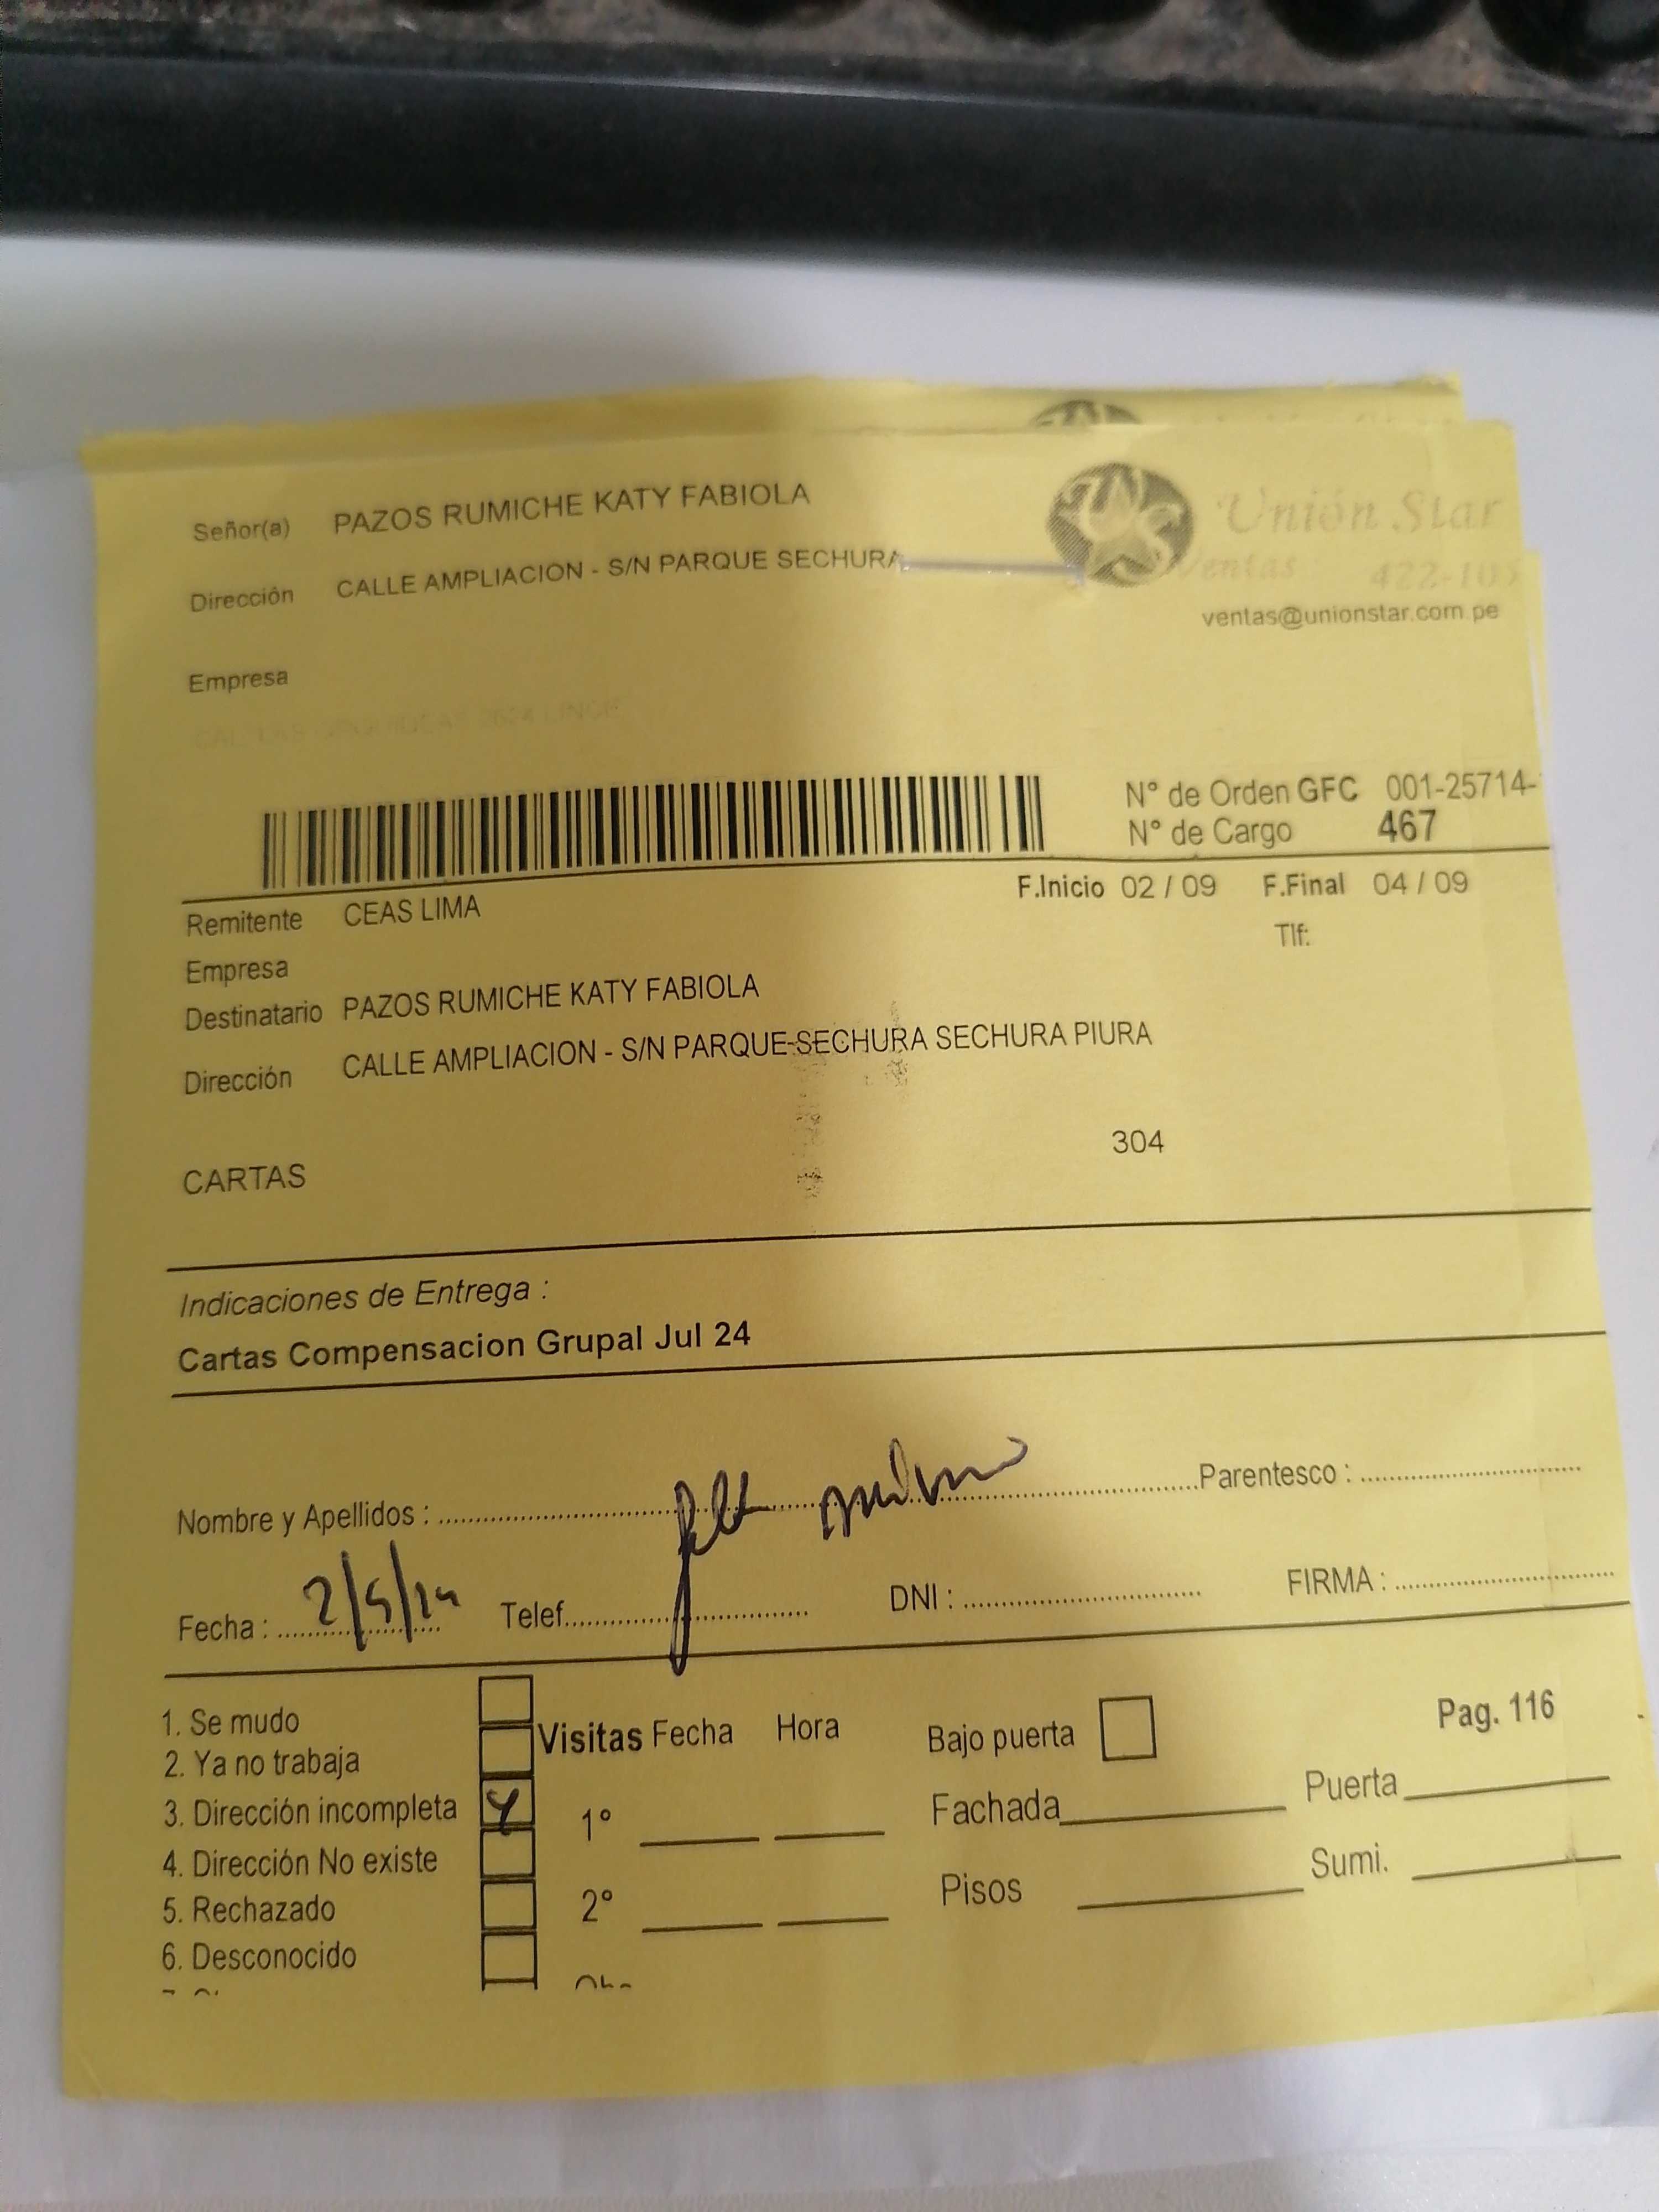 Señor(a) PAZOS RUMICHE KATY FABIOLA
Unión Star
Dirección CALLE AMPLIACION - S/N PARQUE SECHURA
Ventas 422-105
ventas@unionstar.com.pe
Empresa
N° de Orden GFC 001-25714-
N° de Cargo 467
Remitente CEAS LIMA
F.Inicio 02 / 09 F.Final 04 / 09
Tlf:
Empresa
Destinatario PAZOS RUMICHE KATY FABIOLA
Dirección CALLE AMPLIACION - S/N PARQUE-SECHURA SECHURA PIURA
CARTAS 304
Indicaciones de Entrega :
Cartas Compensacion Grupal Jul 24
Nombre y Apellidos : Parentesco :
Fecha : Telef. DNI : FIRMA :
1. Se mudo
2. Ya no trabaja
3. Dirección incompleta
4. Dirección No existe
5. Rechazado
6. Desconocido
Visitas Fecha Hora
1°
2°
Bajo puerta
Pag. 116
Fachada Puerta
Pisos Sumi.